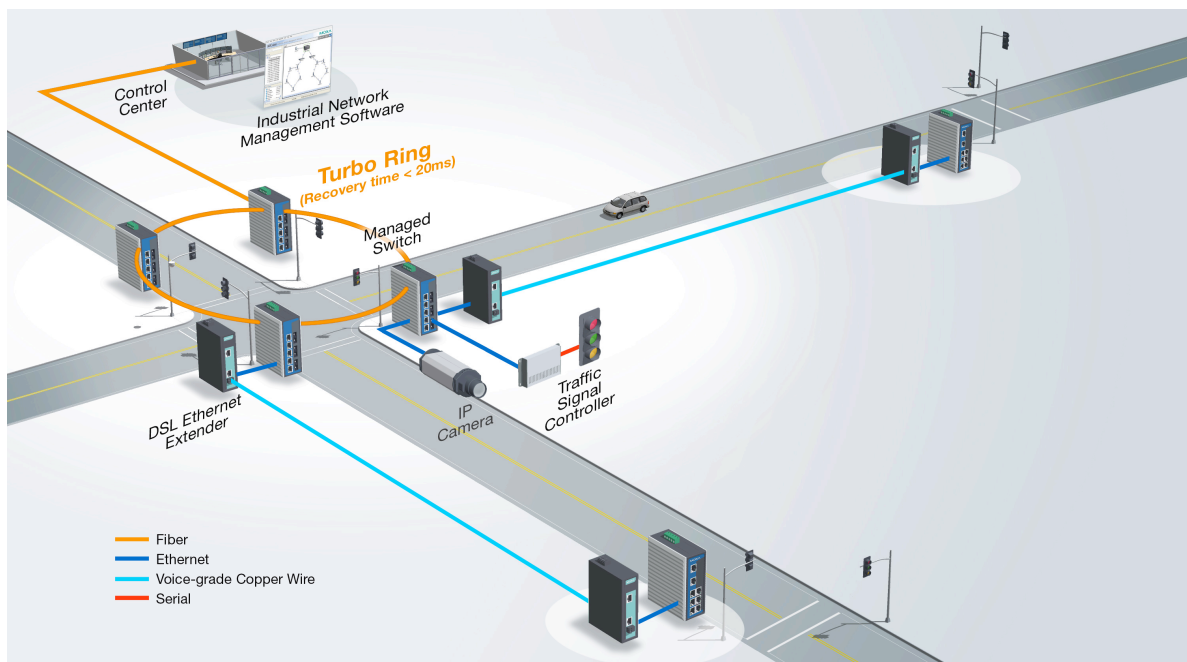 Control
Center
Industrial Network
Management Software
Turbo Ring
(Recovery time < 20ms)
Managed
Switch
Traffic
Signal
Controller
IP
Camera
DSL Ethernet
Extender
Fiber
Ethernet
Voice-grade Copper Wire
Serial